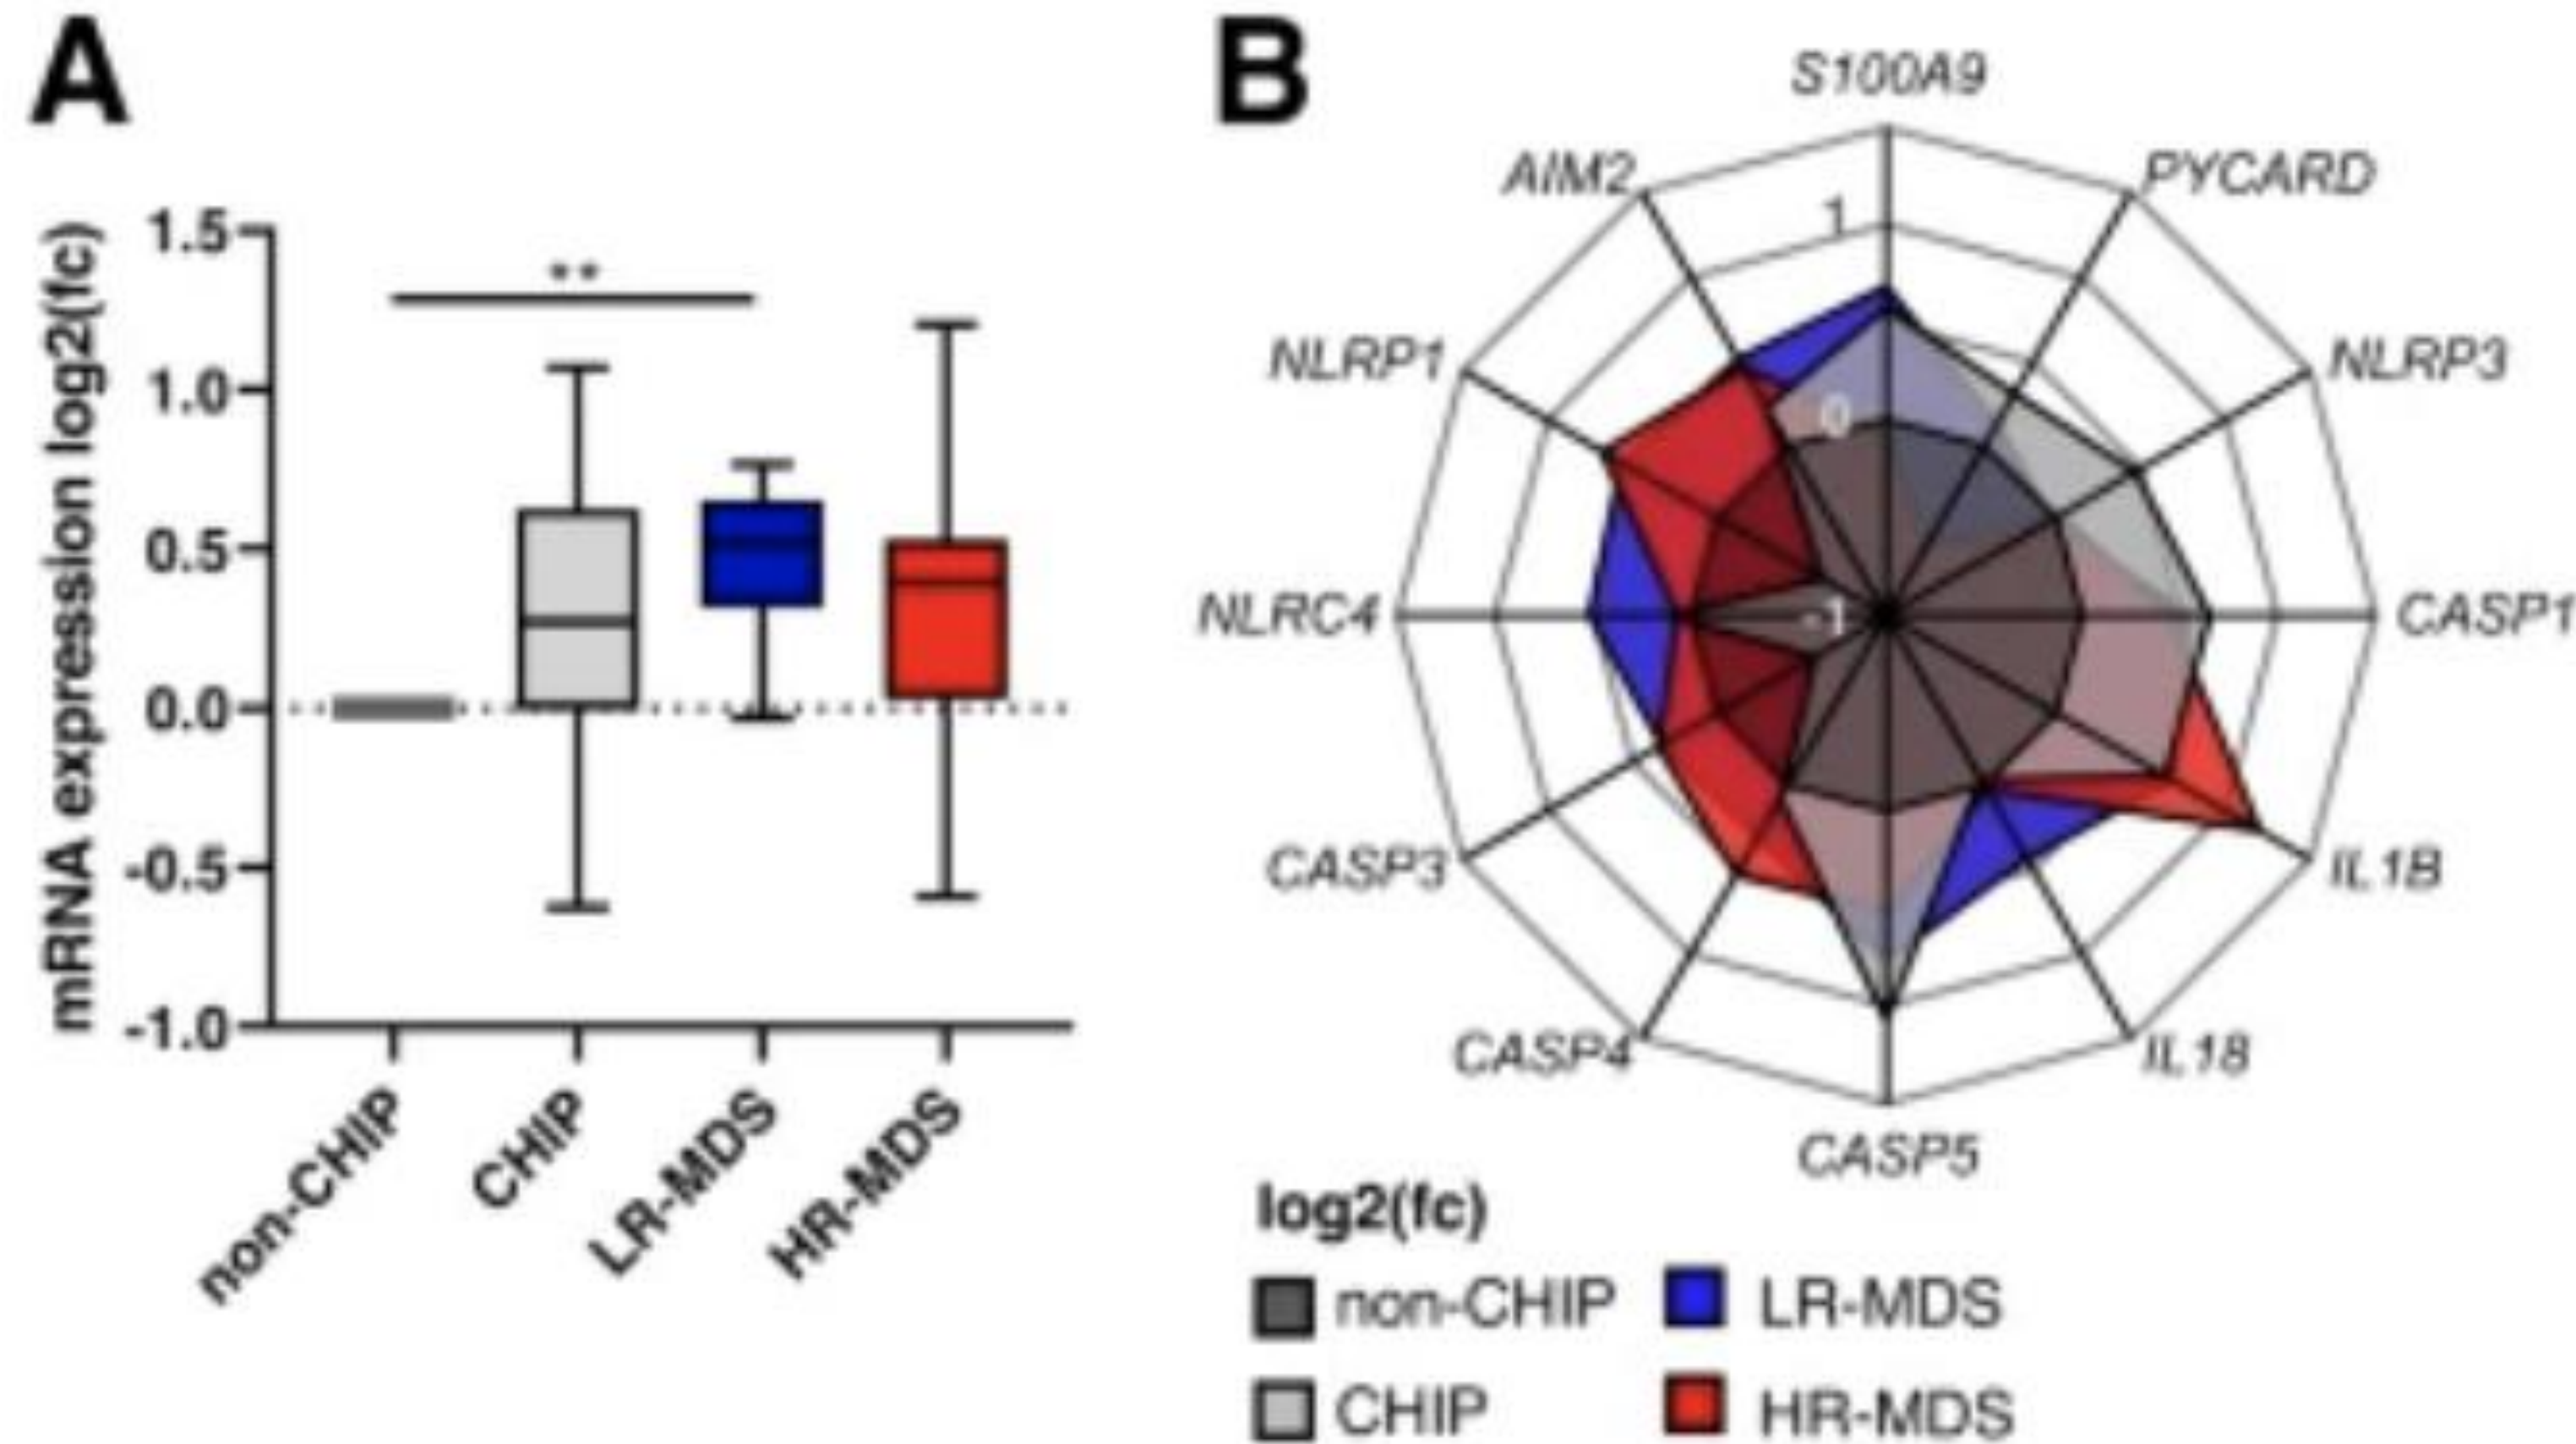 A
mRNA expression log2(fc)
1.5
1.0
0.5
0.0
-0.5
-1.0
**
non-CHIP
CHIP
LR-MDS
HR-MDS
B
S100A9
PYCARD
NLRP3
CASP1
IL1B
IL18
CASP5
CASP4
CASP3
NLRC4
NLRP1
AIM2
1
0
-1
log2(fc)
non-CHIP
LR-MDS
CHIP
HR-MDS